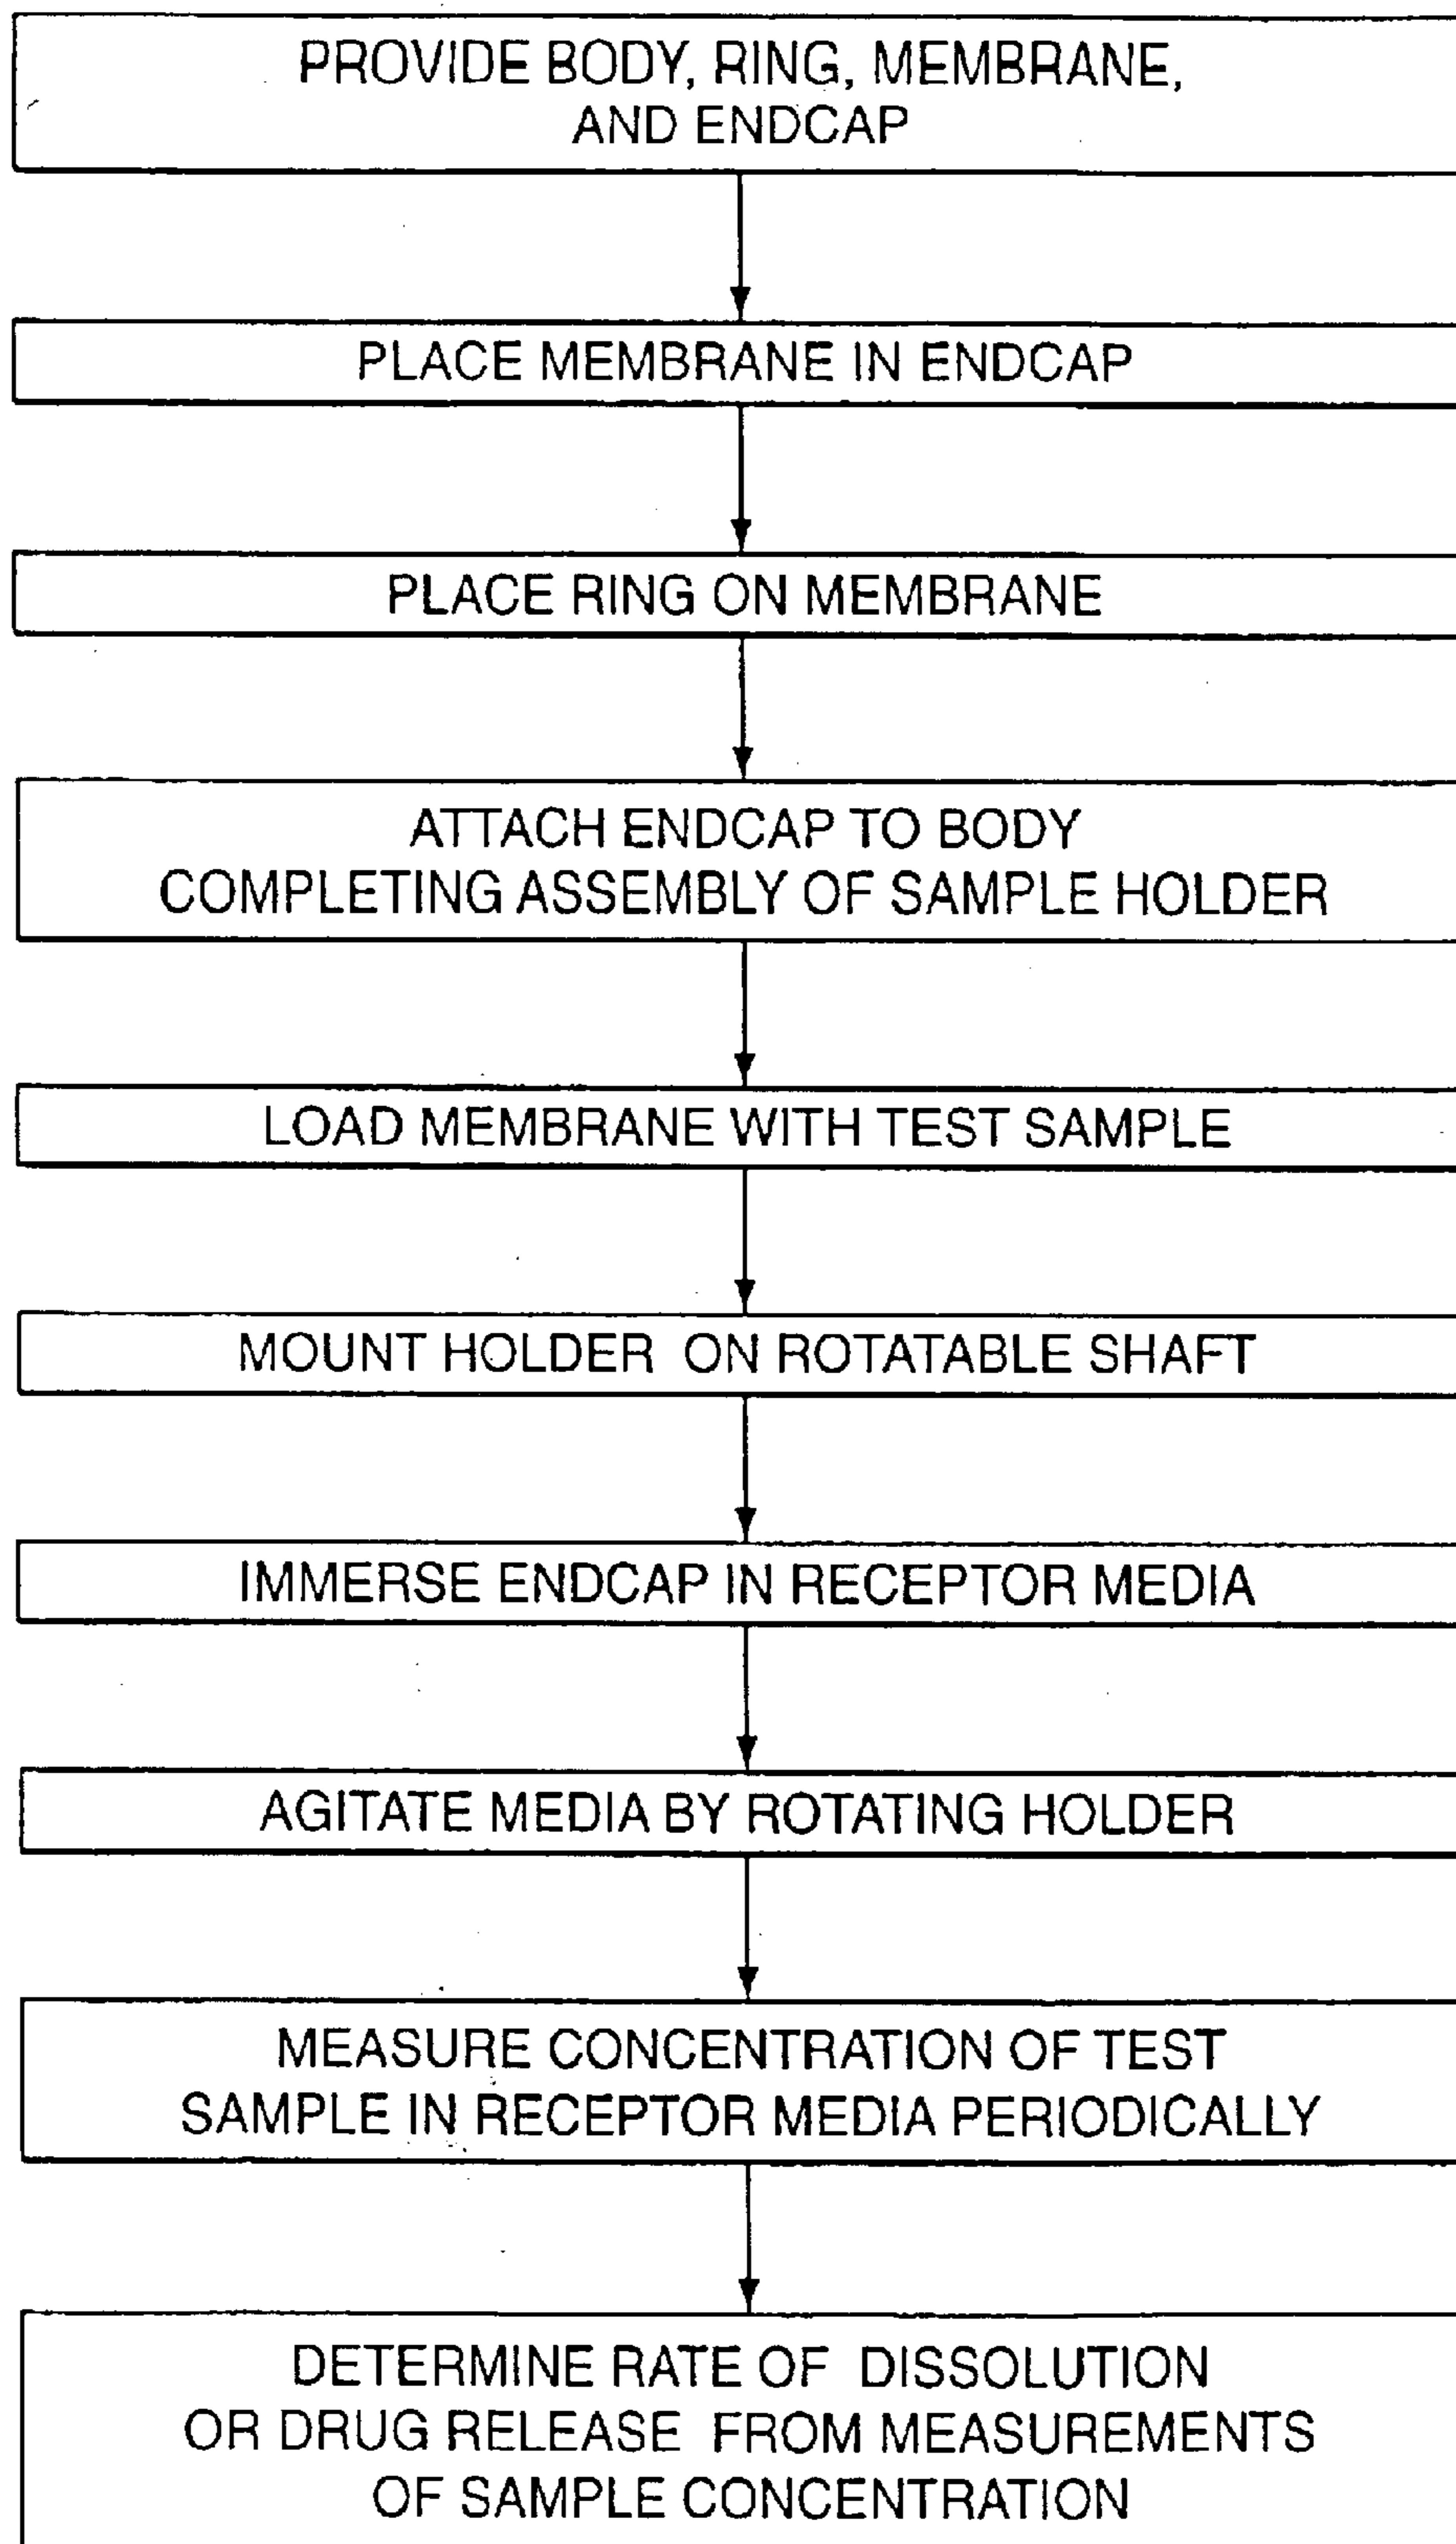 PROVIDE BODY, RING, MEMBRANE,
AND ENDCAP
PLACE MEMBRANE IN ENDCAP
PLACE RING ON MEMBRANE
ATTACH ENDCAP TO BODY
COMPLETING ASSEMBLY OF SAMPLE HOLDER
LOAD MEMBRANE WITH TEST SAMPLE
MOUNT HOLDER ON ROTATABLE SHAFT
IMMERSE ENDCAP IN RECEPTOR MEDIA
AGITATE MEDIA BY ROTATING HOLDER
MEASURE CONCENTRATION OF TEST
SAMPLE IN RECEPTOR MEDIA PERIODICALLY
DETERMINE RATE OF DISSOLUTION
OR DRUG RELEASE FROM MEASUREMENTS
OF SAMPLE CONCENTRATION